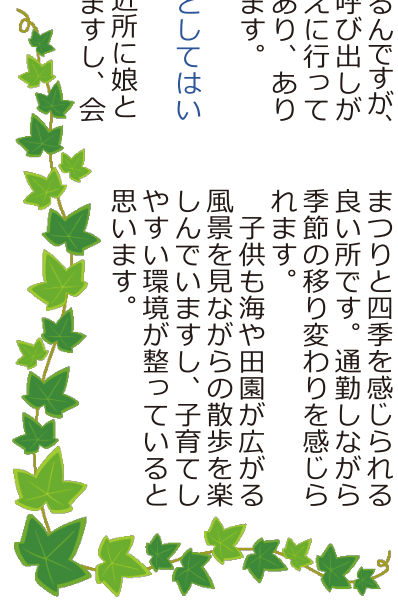 るんですが、
呼び出しが
えに行って
あり、あり
ます。
としてはい
近所に娘と
ますし、会
まつりと四季を感じられる
良い所です。通勤しながら
季節の移り変わりを感じら
れます。
子供も海や田園が広がる
風景を見ながらの散歩を楽
しんでいますし、子育てし
やすい環境が整っていると
思います。